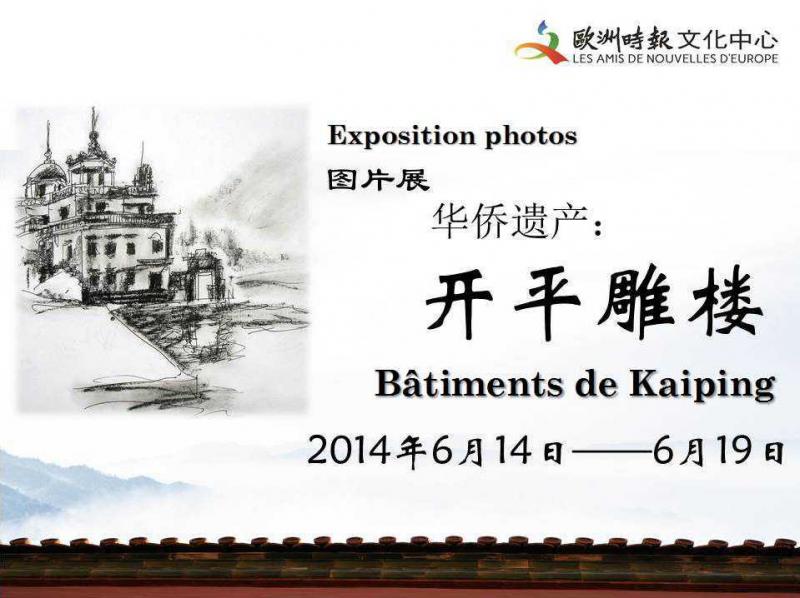 歐洲時報 文化中心
LES AMIS DE NOUVELLES D'EUROPE
Exposition photos
图片展
华侨遗产：
开平雕楼
Bâtiments de Kaiping
2014年6月14日——6月19日